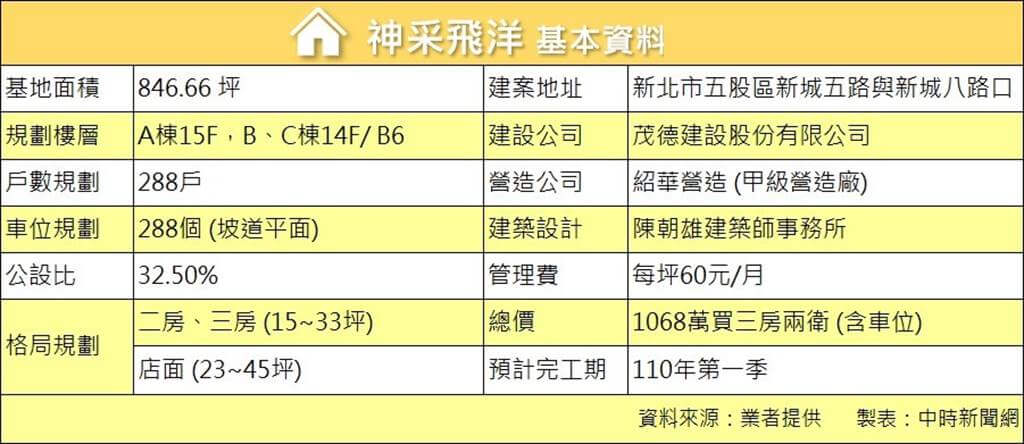 神采飛洋 基本資料
基地面積 846.66 坪 建案地址 新北市五股區新城五路與新城八路口
規劃樓層 A棟15F，B、C棟14F/ B6 建設公司 茂德建設股份有限公司
戶數規劃 288戶 營造公司 紹華營造 (甲級營造廠)
車位規劃 288個 (坡道平面) 建築設計 陳朝雄建築師事務所
公設比 32.50% 管理費 每坪60元/月
格局規劃 二房、三房 (15~33坪) 總價 1068萬買三房兩衛 (含車位)
店面 (23~45坪) 預計完工期 110年第一季
資料來源：業者提供 製表：中時新聞網